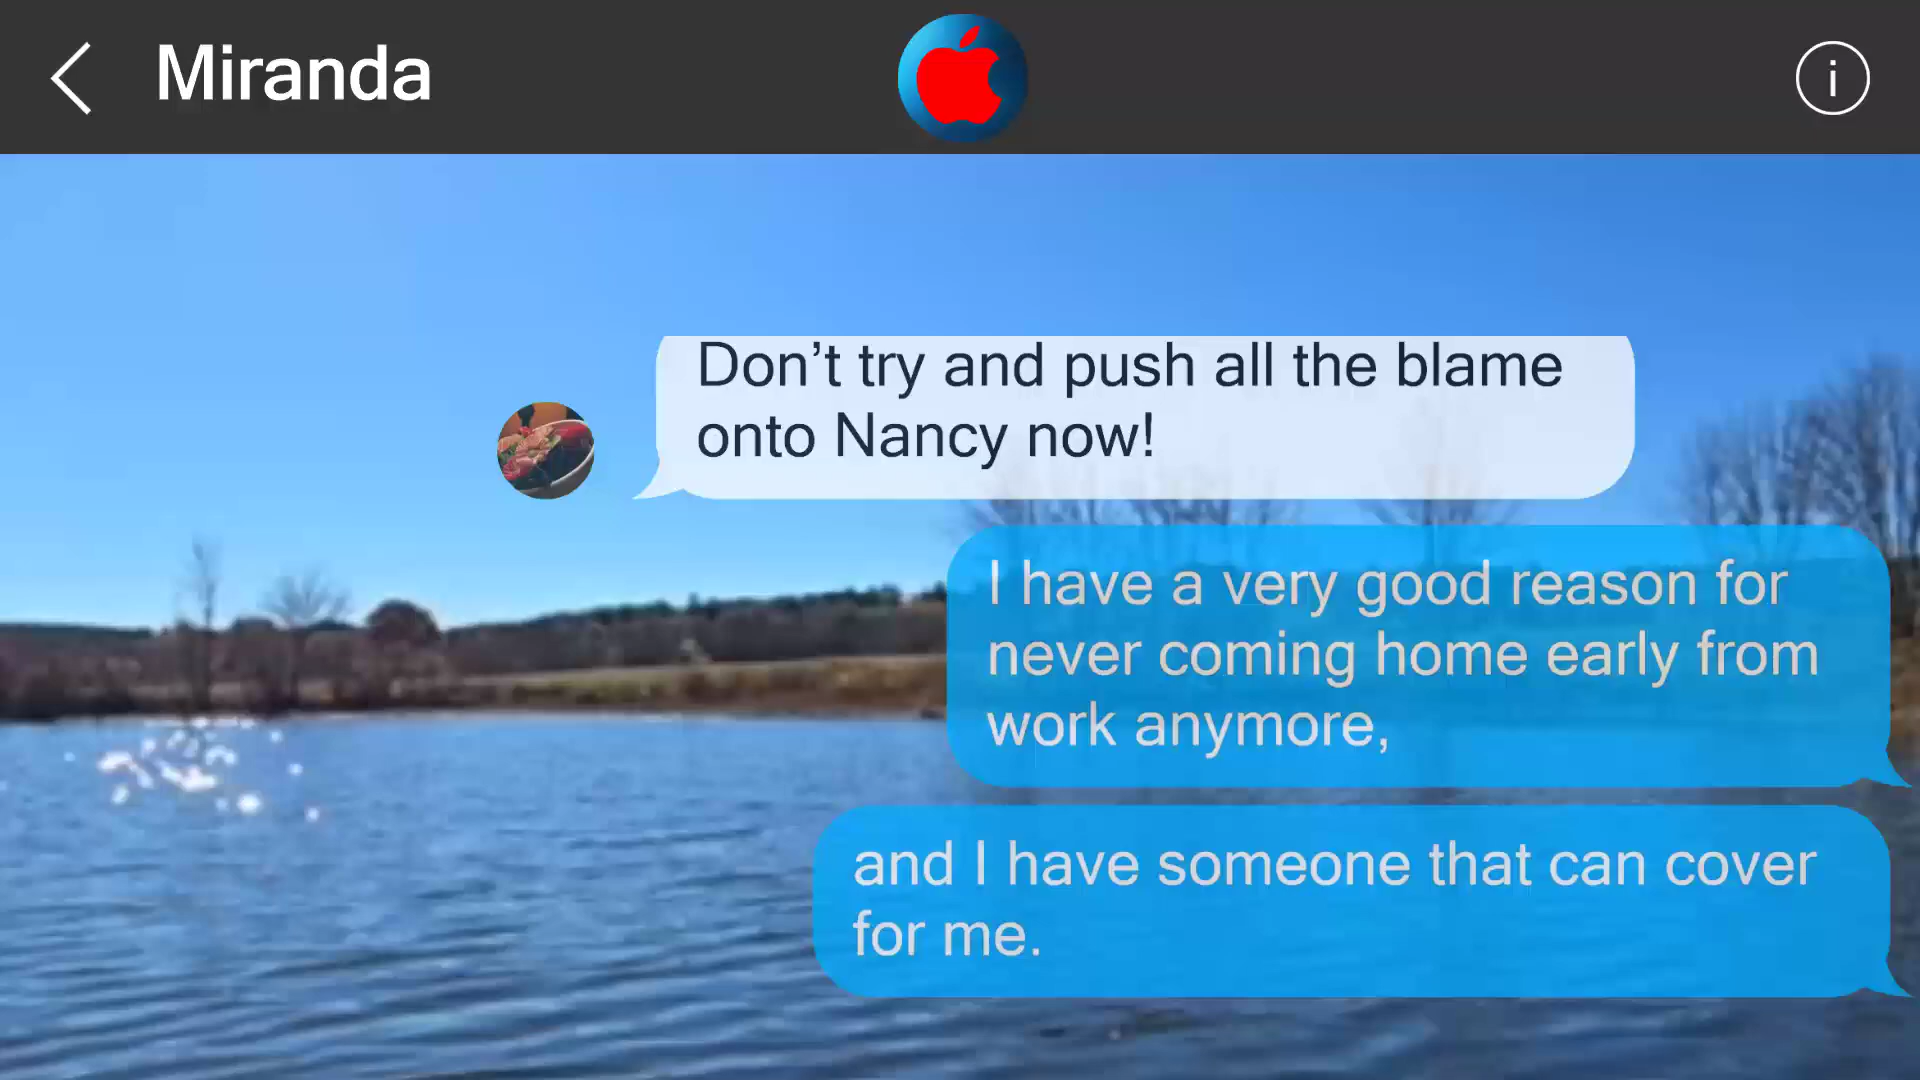 Miranda
i
Don’t try and push all the blame
onto Nancy now!
I have a very good reason for
never coming home early from
work anymore,
and I have someone that can cover
for me.